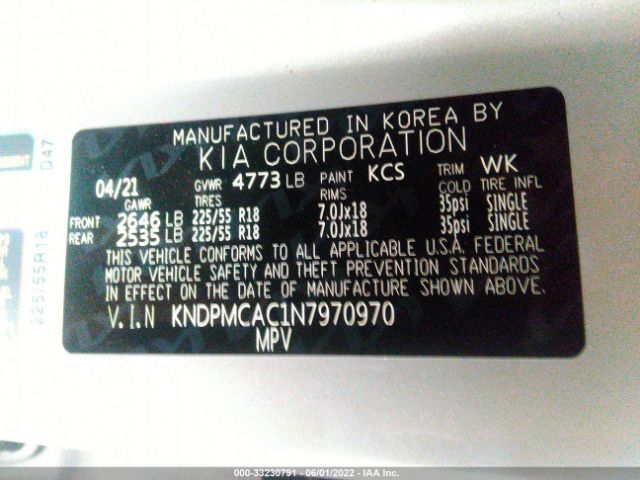 MANUFACTURED IN KOREA BY
KIA CORPORATION
04/21 GVWR 4773 LB PAINT KCS TRIM WK
GAWR TIRES RIMS COLD TIRE INFL
FRONT 2646 LB 225/55 R18 7.0Jx18 35psi SINGLE
REAR 2535 LB 225/55 R18 7.0Jx18 35psi SINGLE
THIS VEHICLE CONFORMS TO ALL APPLICABLE U.S.A. FEDERAL
MOTOR VEHICLE SAFETY AND THEFT PREVENTION STANDARDS
IN EFFECT ON THE DATE OF MANUFACTURE SHOWN ABOVE.
V.I.N KNDPMCAC1N7970970
MPV
D47
225/55R18
000-33230791 - 06/01/2022 - IAA Inc.